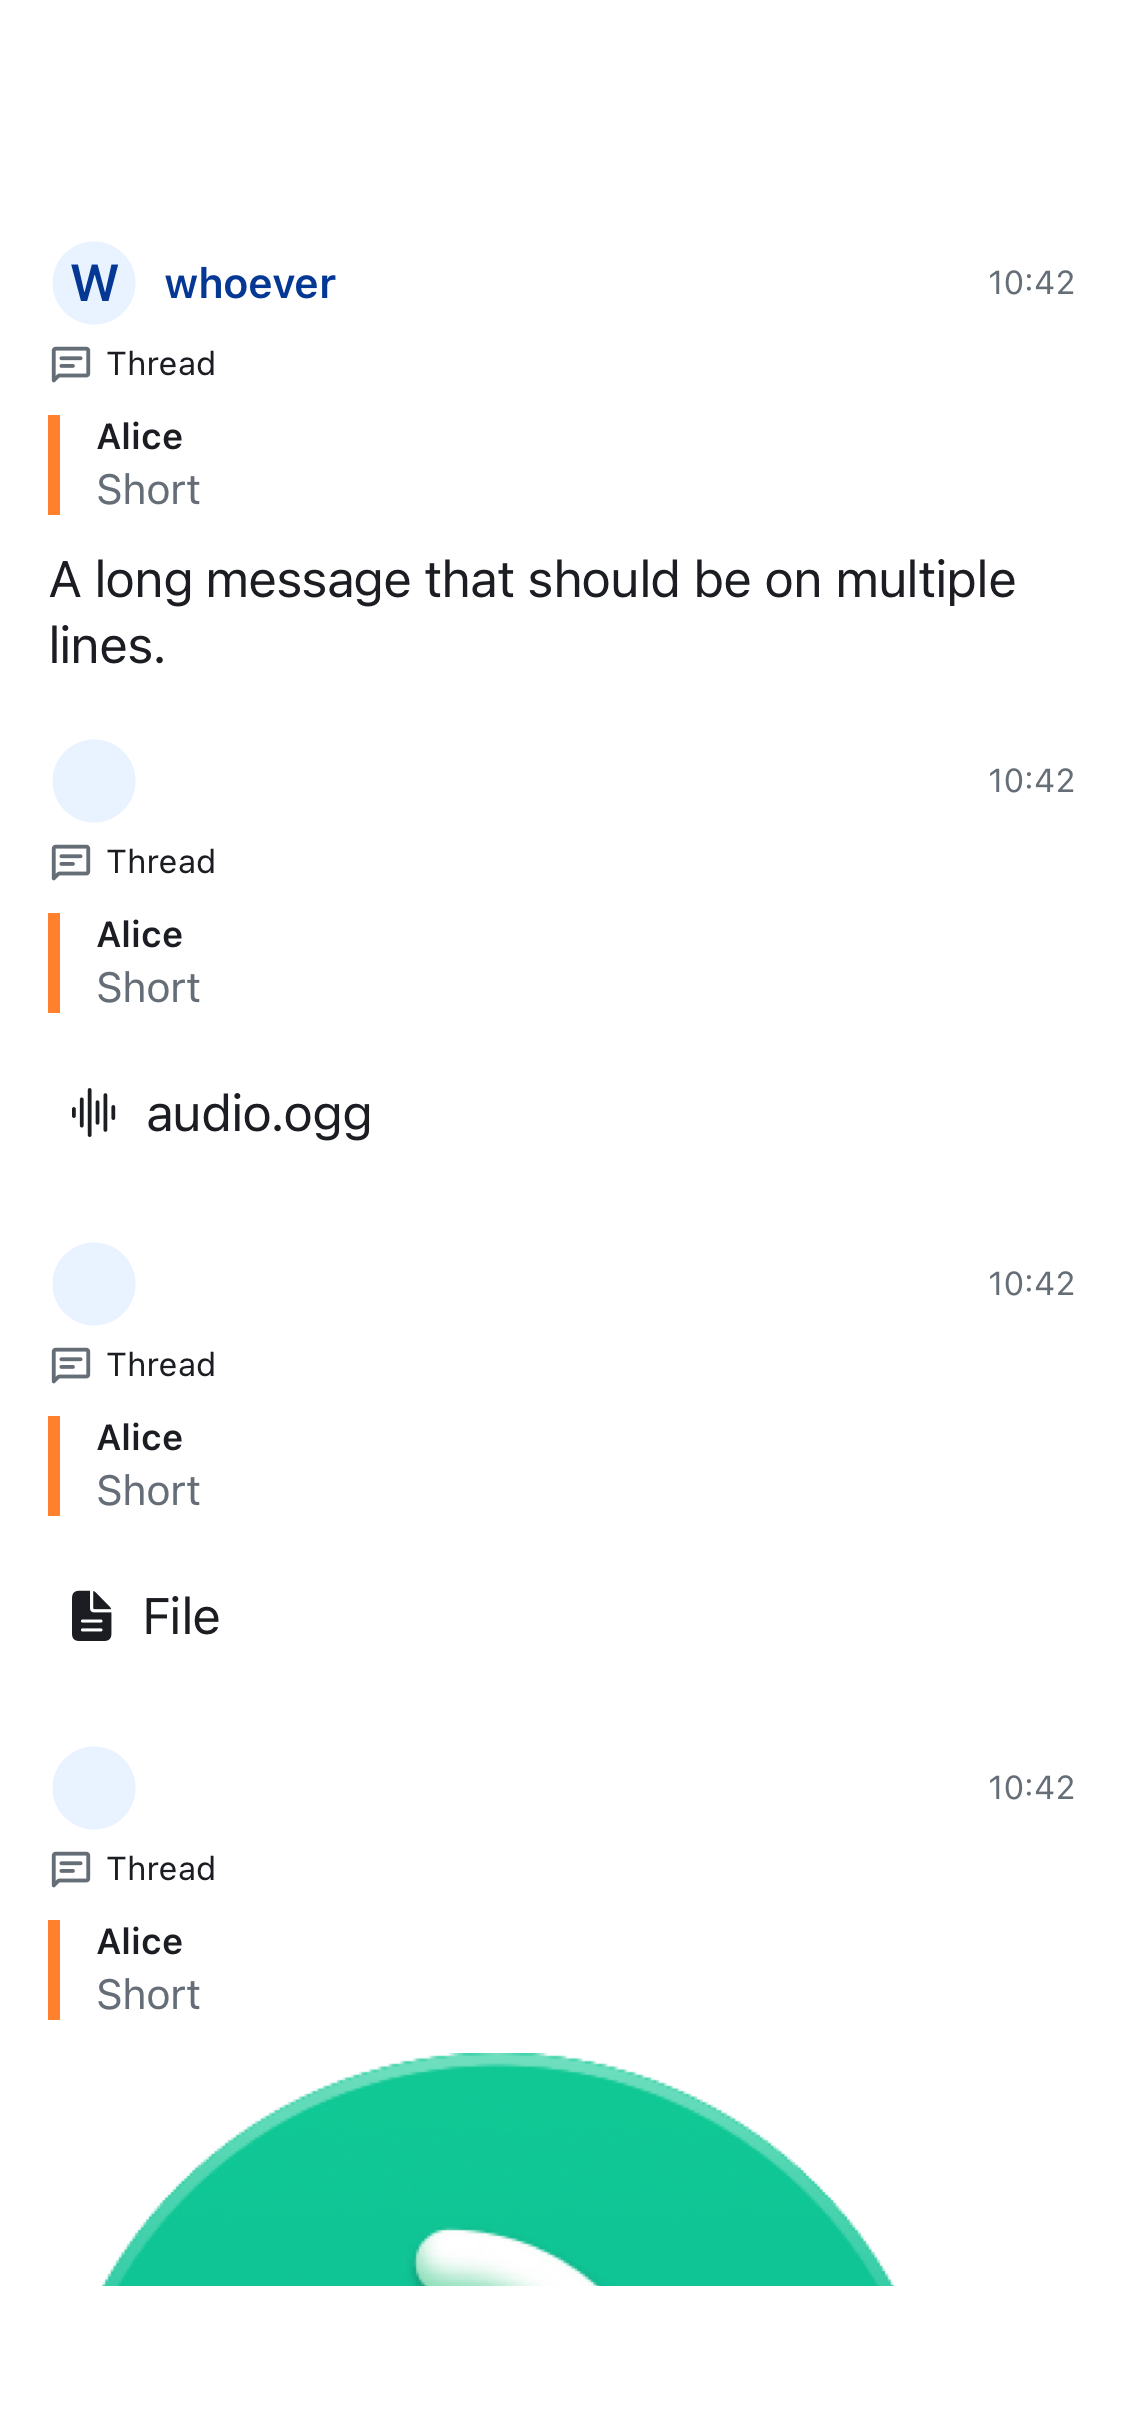 W whoever 10:42
Thread
Alice
Short
A long message that should be on multiple
lines.
10:42
Thread
Alice
Short
audio.ogg
10:42
Thread
Alice
Short
File
10:42
Thread
Alice
Short